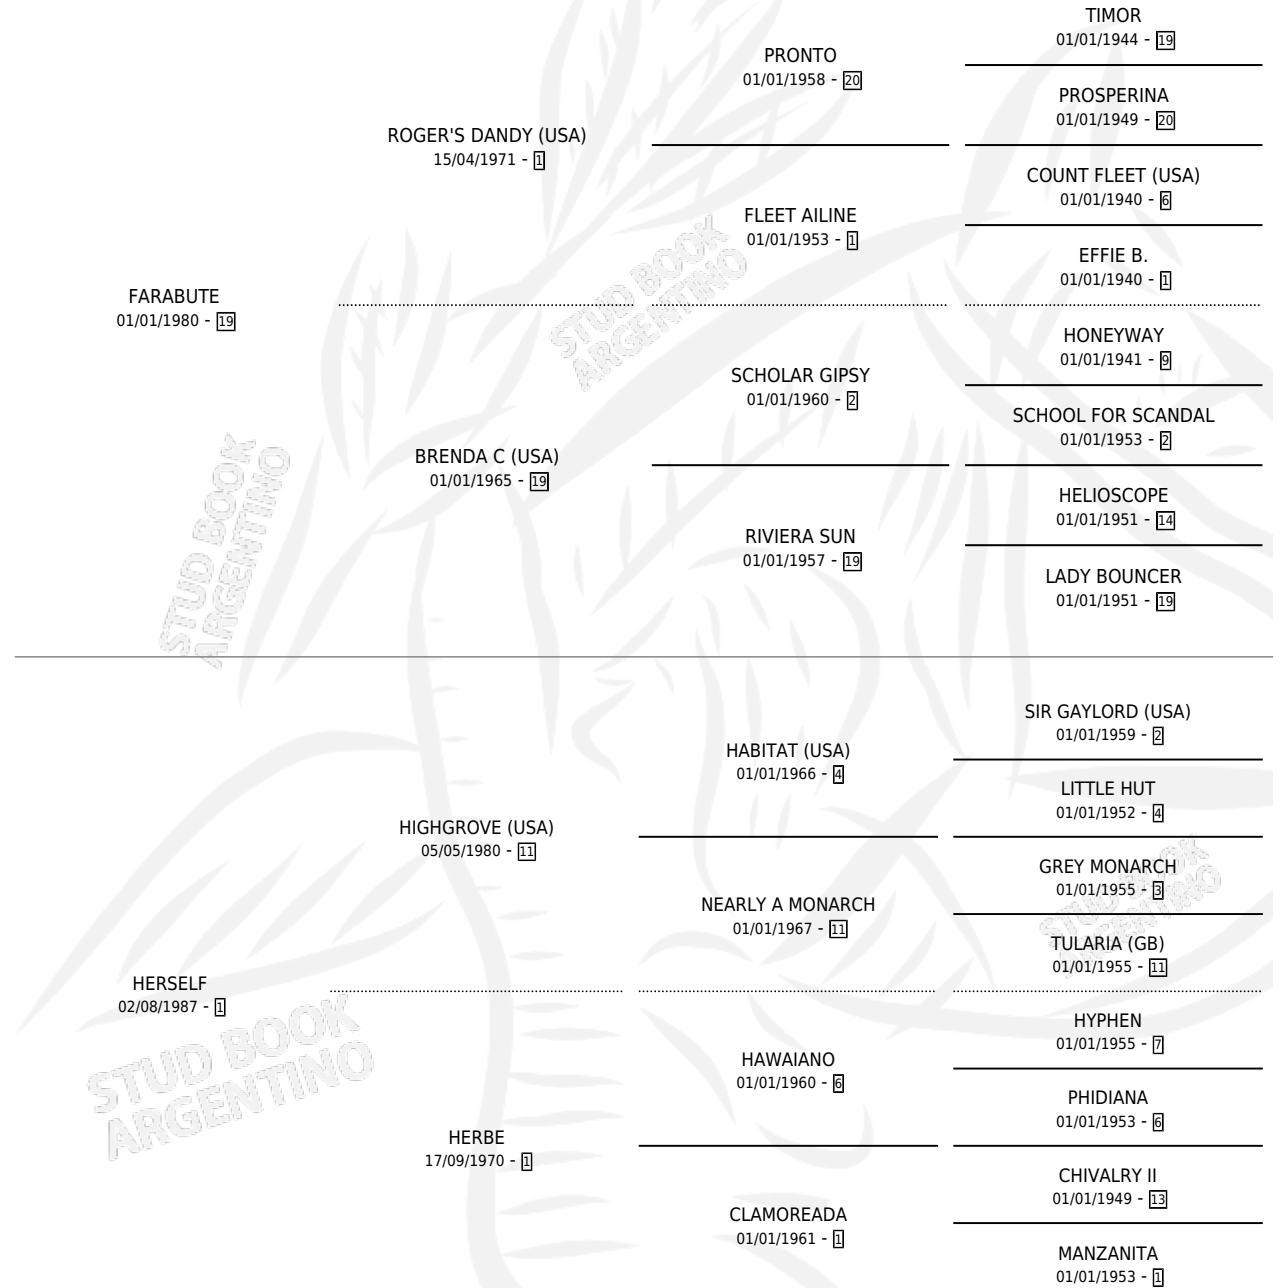 TIMOR
01/01/1944 - 19
PRONTO
01/01/1958 - 20
PROSPERINA
01/01/1949 - 20
ROGER'S DANDY (USA)
15/04/1971 - 1
COUNT FLEET (USA)
01/01/1940 - 6
FLEET AILINE
01/01/1953 - 1
EFFIE B.
01/01/1940 - 1
FARABUTE
01/01/1980 - 19
HONEYWAY
01/01/1941 - 9
SCHOLAR GIPSY
01/01/1960 - 2
SCHOOL FOR SCANDAL
01/01/1953 - 2
BRENDA C (USA)
01/01/1965 - 19
HELIOSCOPE
01/01/1951 - 14
RIVIERA SUN
01/01/1957 - 19
LADY BOUNCER
01/01/1951 - 19
STUD BOOK
ARGENTINO
STUD BOOK
ARGENTINO
SIR GAYLORD (USA)
01/01/1959 - 2
HABITAT (USA)
01/01/1966 - 4
LITTLE HUT
01/01/1952 - 4
HIGHGROVE (USA)
05/05/1980 - 11
GREY MONARCH
01/01/1955 - 3
NEARLY A MONARCH
01/01/1967 - 11
TULARIA (GB)
01/01/1955 - 11
HERSELF
02/08/1987 - 1
HYPHEN
01/01/1955 - 7
HAWAIANO
01/01/1960 - 6
PHIDIANA
01/01/1953 - 6
HERBE
17/09/1970 - 1
CHIVALRY II
01/01/1949 - 13
CLAMOREADA
01/01/1961 - 1
MANZANITA
01/01/1953 - 1
STUD BOOK
ARGENTINO
STUD BOOK
ARGENTINO